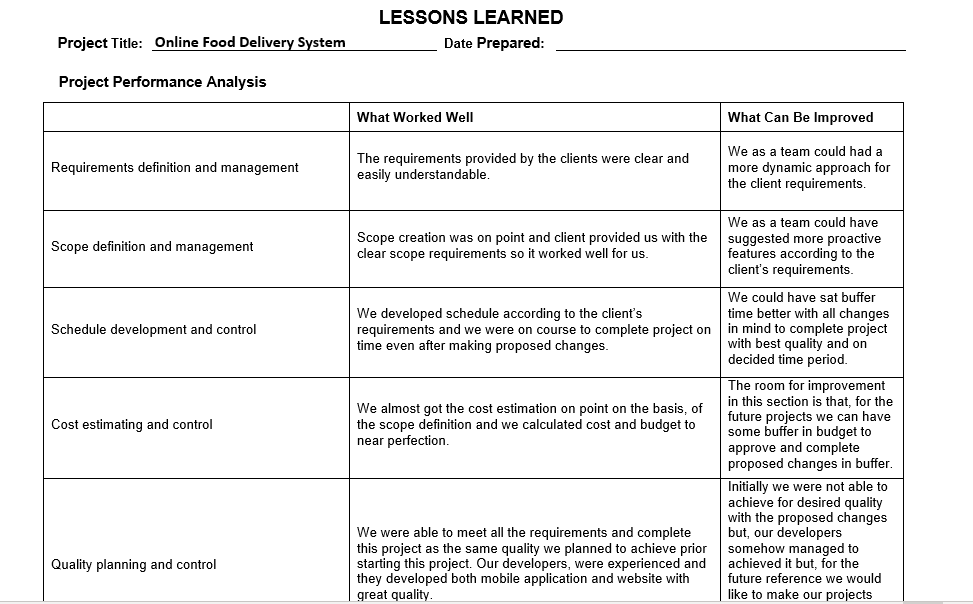 LESSONS LEARNED
Project Title: Online Food Delivery System Date Prepared:
Project Performance Analysis
What Worked Well
What Can Be Improved
Requirements definition and management
The requirements provided by the clients were clear and
easily understandable.
We as a team could had a
more dynamic approach for
the client requirements.
Scope definition and management
Scope creation was on point and client provided us with the
clear scope requirements so it worked well for us.
We as a team could have
suggested more proactive
features according to the
client's requirements.
Schedule development and control
We developed schedule according to the client's
requirements and we were on course to complete project on
time even after making proposed changes.
We could have sat buffer
time better with all changes
in mind to complete project
with best quality and on
decided time period.
Cost estimating and control
We almost got the cost estimation on point on the basis, of
the scope definition and we calculated cost and budget to
near perfection.
The room for improvement
in this section is that, for the
future projects we can have
some buffer in budget to
approve and complete
proposed changes in buffer.
Quality planning and control
We were able to meet all the requirements and complete
this project as the same quality we planned to achieve prior
starting this project. Our developers, were experienced and
they developed both mobile application and website with
great quality.
Initially we were not able to
achieve for desired quality
with the proposed changes
but, our developers
somehow managed to
achieved it but, for the
future reference we would
like to make our projects